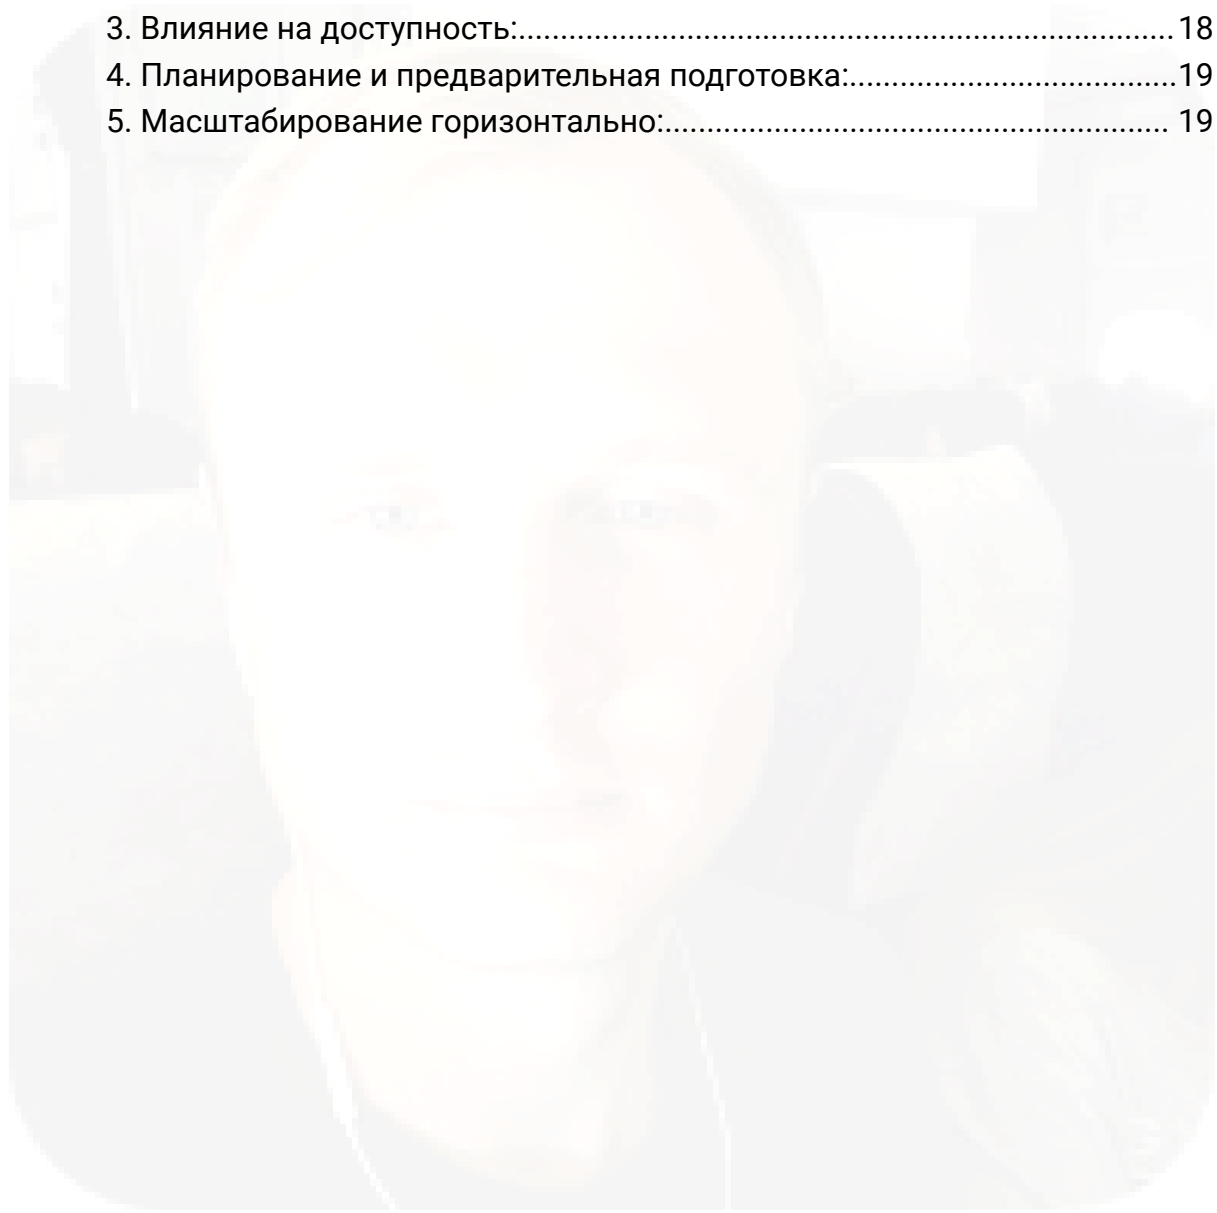 3. Влияние на доступность:...............................................................................18
4. Планирование и предварительная подготовка:.......................................19
5. Масштабирование горизонтально:............................................................ 19